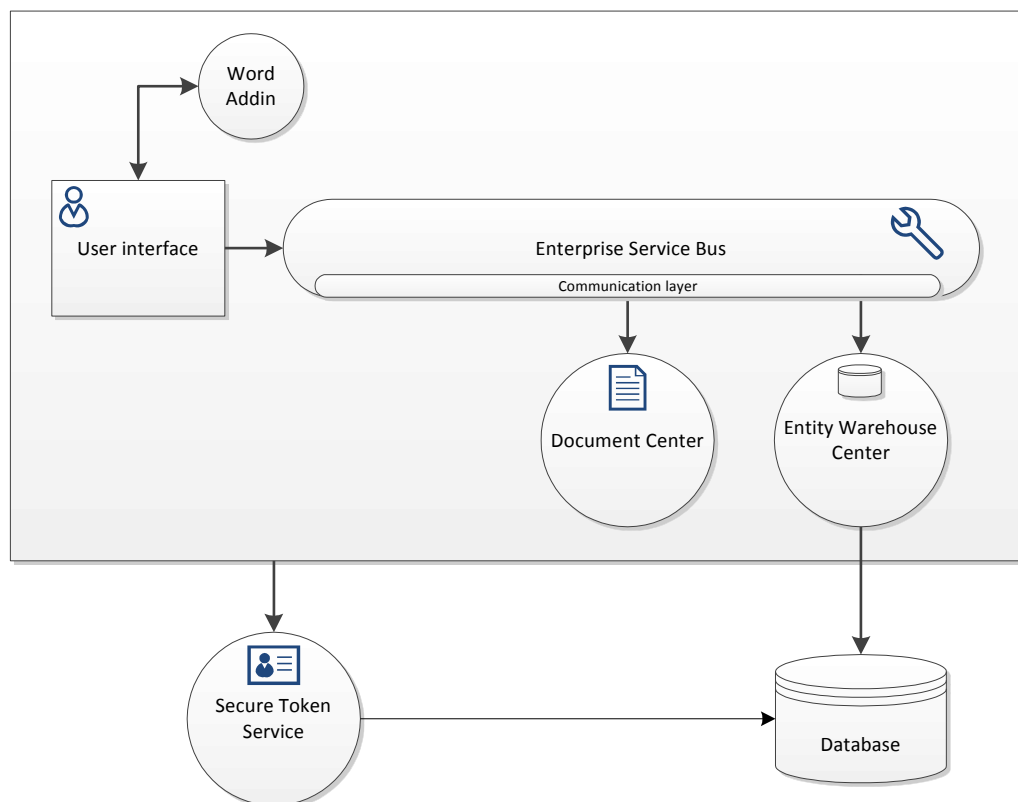 Word
Addin
User interface
Enterprise Service Bus
Communication layer
Document Center
Entity Warehouse
Center
Secure Token
Service
Database